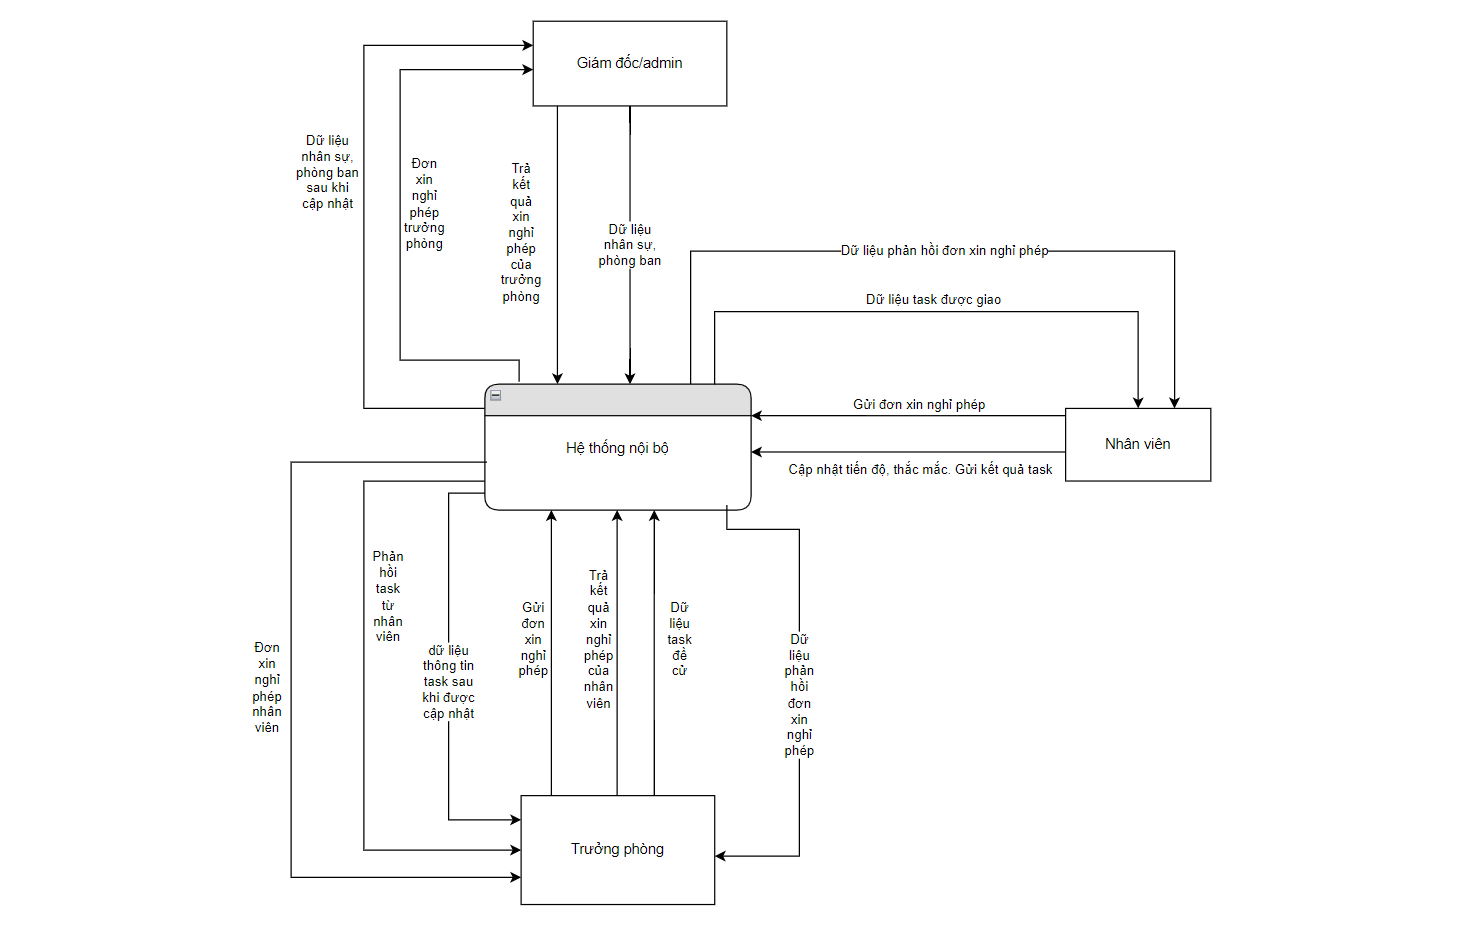 Giám đốc/admin
Dữ liệu
nhân sự,
phòng ban
sau khi
cập nhật
Đơn
xin
nghỉ
phép
trưởng
phòng
Trả
kết
quả
xin
nghỉ
phép
của
trưởng
phòng
Dữ liệu
nhân sự,
phòng ban
Dữ liệu phản hồi đơn xin nghỉ phép
Dữ liệu task được giao
Gửi đơn xin nghỉ phép
Nhân viên
Cập nhật tiến độ, thắc mắc. Gửi kết quả task
Hệ thống nội bộ
Đơn
xin
nghỉ
phép
nhân
viên
Phản
hồi
task
từ
nhân
viên
dữ liệu
thông tin
task sau
khi được
cập nhật
Gửi
đơn
xin
nghỉ
phép
Trả
kết
quả
xin
nghỉ
phép
của
nhân
viên
Dữ
liệu
task
đề
cử
Dữ
liệu
phản
hồi
đơn
xin
nghỉ
phép
Trưởng phòng